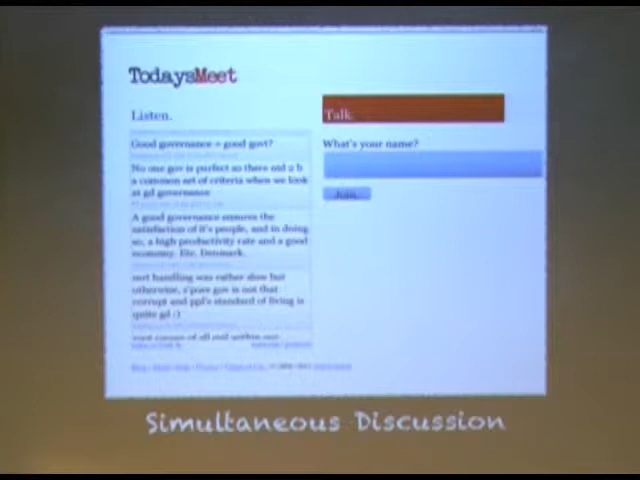 TodaysMeet
Listen.
Talk.
Good governance = good govt?
What's your name?
No one gov is perfect so there nid 2 b
a common set of criteria when we look
at gd governance
Join
A good governance ensures the
satisfaction of it's people, and in doing
so, a high productivity rate and a good
economy. Etc. Denmark.
mrt handling was rather slow but
otherwise, s'pore gov is not that
corrupt and ppl's standard of living is
quite gd :)
Simultaneous Discussion